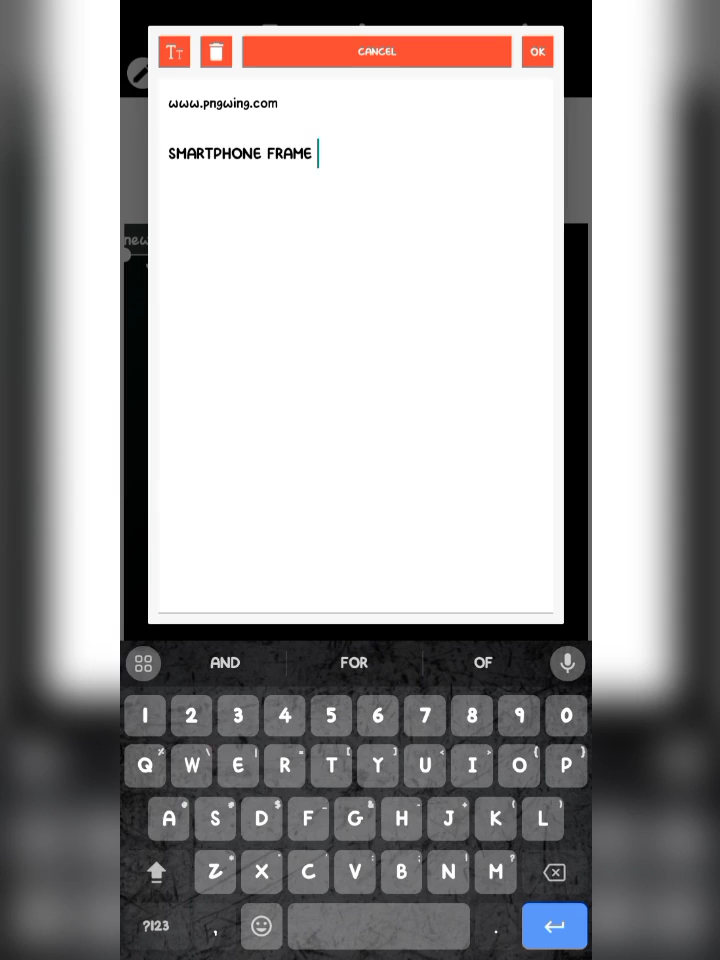 Tt
CANCEL
OK
www.pngwing.com
SMARTPHONE FRAME
new
AND FOR OF
1 2 3 4 5 6 7 8 9 0
Q W E R T Y U I O P
A S D F G H J K L
Z X C V B N M
?123 , .